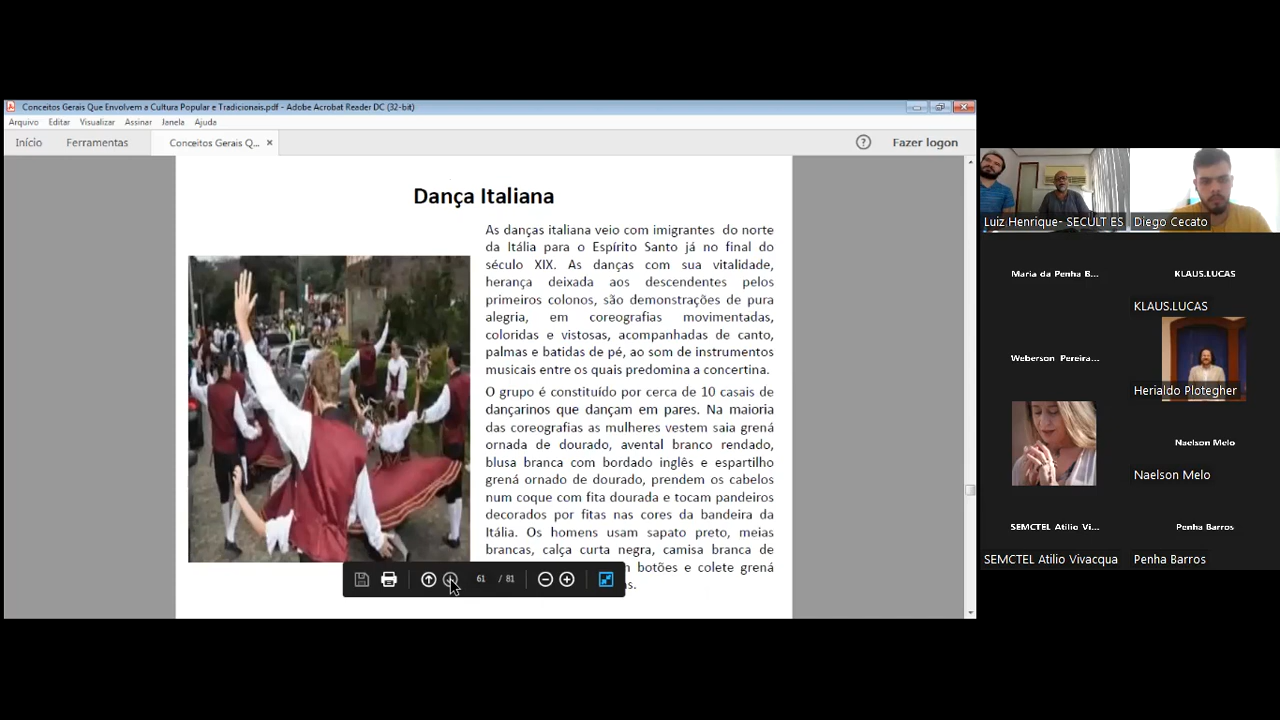 Conceitos Gerais Que Envolvem a Cultura Popular e Tradicionais.pdf - Adobe Acrobat Reader DC (32-bit)
Arquivo Editar Visualizar Assinar Janela Ajuda
Início Ferramentas Conceitos Gerais Q... Fazer logon
Dança Italiana
As danças italiana veio com imigrantes do norte
da Itália para o Espírito Santo já no final do
século XIX. As danças com sua vitalidade,
herança deixada aos descendentes pelos
primeiros colonos, são demonstrações de pura
alegria, em coreografias movimentadas,
coloridas e vistosas, acompanhadas de canto,
palmas e batidas de pé, ao som de instrumentos
musicais entre os quais predomina a concertina.
O grupo é constituído por cerca de 10 casais de
dançarinos que dançam em pares. Na maioria
das coreografias as mulheres vestem saia grená
ornada de dourado, avental branco rendado,
blusa branca com bordado inglês e espartilho
grená ornado de dourado, prendem os cabelos
num coque com fita dourada e tocam pandeiros
decorados por fitas nas cores da bandeira da
Itália. Os homens usam sapato preto, meias
brancas, calça curta negra, camisa branca de
botões e colete grená
61 / 81
Luiz Henrique- SECULT ES
Diego Cecato
Maria da Penha B...
KLAUS.LUCAS
KLAUS.LUCAS
Weberson Pereira...
Herialdo Plotegher
Naelson Melo
Naelson Melo
SEMCTEL Atilio Vi...
Penha Barros
SEMCTEL Atilio Vivacqua
Penha Barros